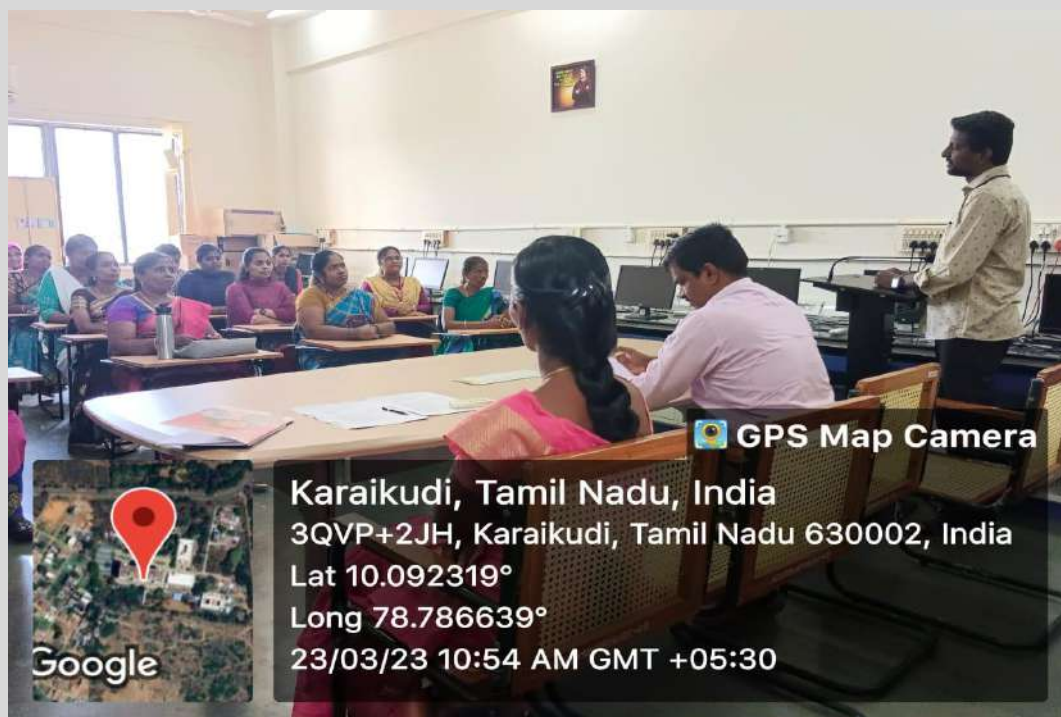 GPS Map Camera
Karaikudi, Tamil Nadu, India
3QVP+2JH, Karaikudi, Tamil Nadu 630002, India
Lat 10.092319°
Long 78.786639°
23/03/23 10:54 AM GMT +05:30
Google